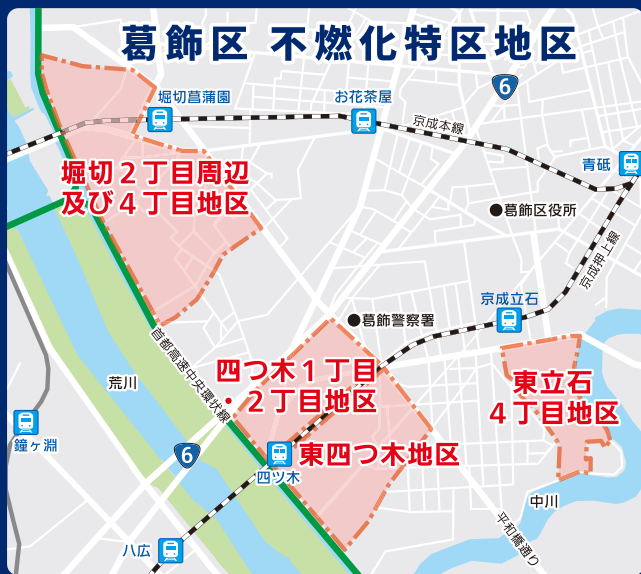 葛飾区 不燃化特区地区
6
堀切菖蒲園
お花茶屋
京成本線
青砥
堀切２丁目周辺
及び４丁目地区
●葛飾区役所
京成押上線
京成立石
●葛飾警察署
首都高速中央環状線
四つ木１丁目
・２丁目地区
東立石
４丁目地区
荒川
鐘ヶ淵
6
東四つ木地区
四ツ木
中川
平和橋通り
八広